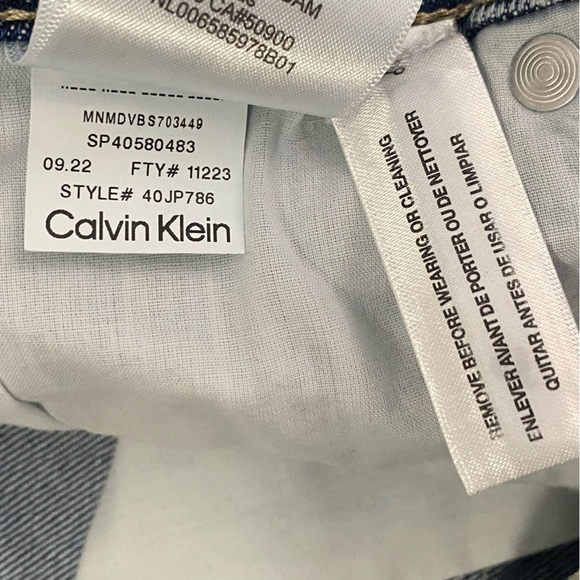 DAM
CA#50900
NL006585978B01
MNMDVBS703449
SP40580483
09.22 FTY# 11223
STYLE# 40JP786
Calvin Klein
REMOVE BEFORE WEARING OR CLEANING
ENLEVER AVANT DE PORTER OU DE NETTOYER
QUITAR ANTES DE USAR O LIMPIAR